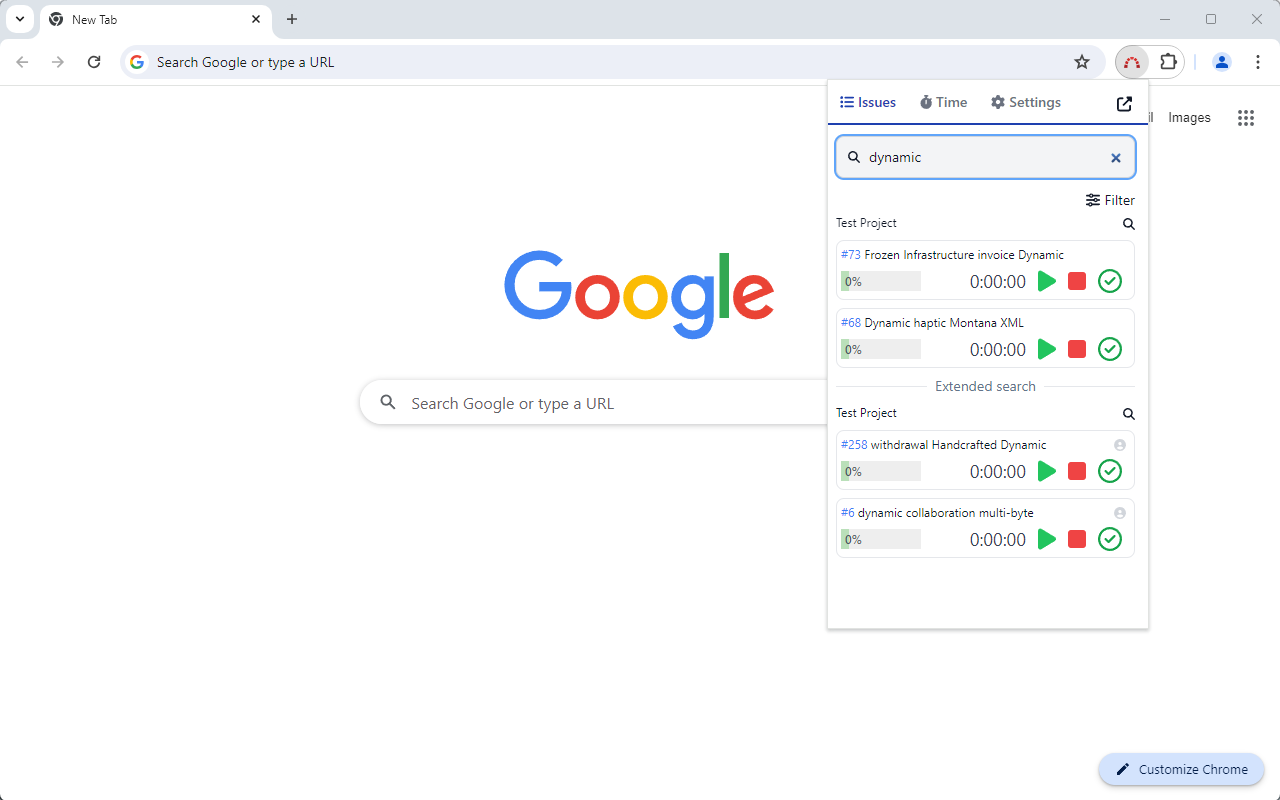 New Tab
Search Google or type a URL
Issues Time Settings
Images
dynamic
Filter
Test Project
#73 Frozen Infrastructure invoice Dynamic
0% 0:00:00
#68 Dynamic haptic Montana XML
0% 0:00:00
Extended search
Test Project
#258 withdrawal Handcrafted Dynamic
0% 0:00:00
#6 dynamic collaboration multi-byte
0% 0:00:00
Google
Search Google or type a URL
Customize Chrome